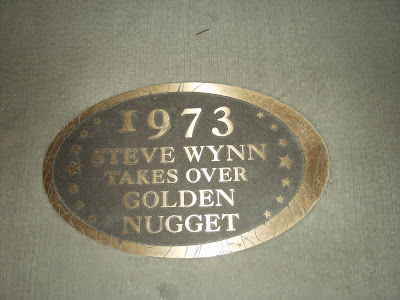 1973
STEVE WYNN
TAKES OVER
GOLDEN
NUGGET